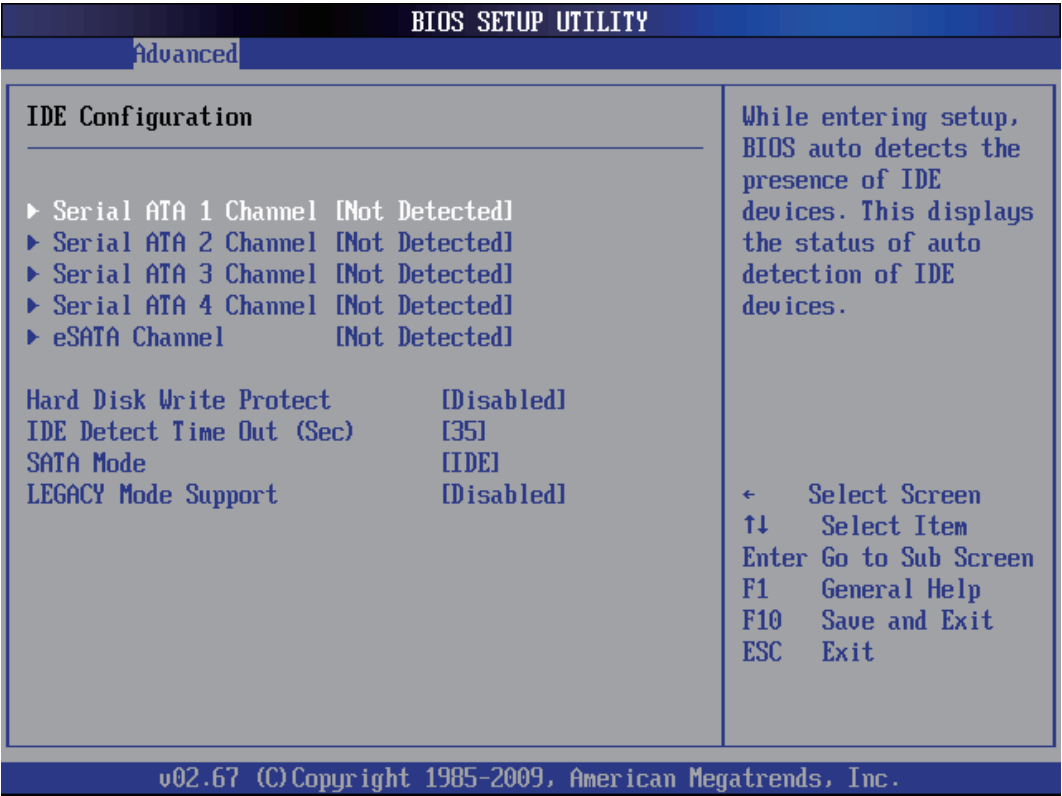 BIOS SETUP UTILITY
Advanced
IDE Configuration
▶ Serial ATA 1 Channel [Not Detected]
▶ Serial ATA 2 Channel [Not Detected]
▶ Serial ATA 3 Channel [Not Detected]
▶ Serial ATA 4 Channel [Not Detected]
▶ eSATA Channel [Not Detected]
Hard Disk Write Protect [Disabled]
IDE Detect Time Out (Sec) [35]
SATA Mode [IDE]
LEGACY Mode Support [Disabled]
While entering setup,
BIOS auto detects the
presence of IDE
devices. This displays
the status of auto
detection of IDE
devices.
← Select Screen
↑↓ Select Item
Enter Go to Sub Screen
F1 General Help
F10 Save and Exit
ESC Exit
v02.67 (C)Copyright 1985-2009, American Megatrends, Inc.